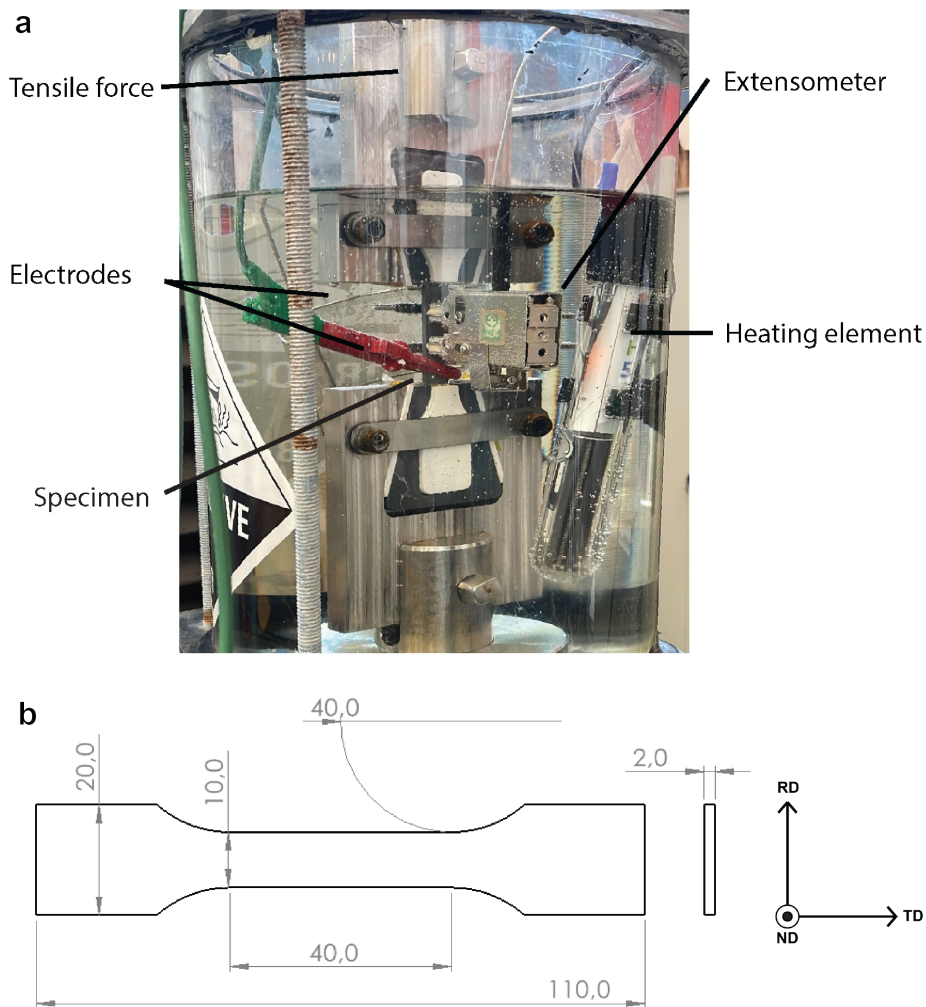 a
Tensile force
Extensometer
Electrodes
Heating element
Specimen
VE
b
40,0
20,0
10,0
2,0
RD
TD
ND
40,0
110,0